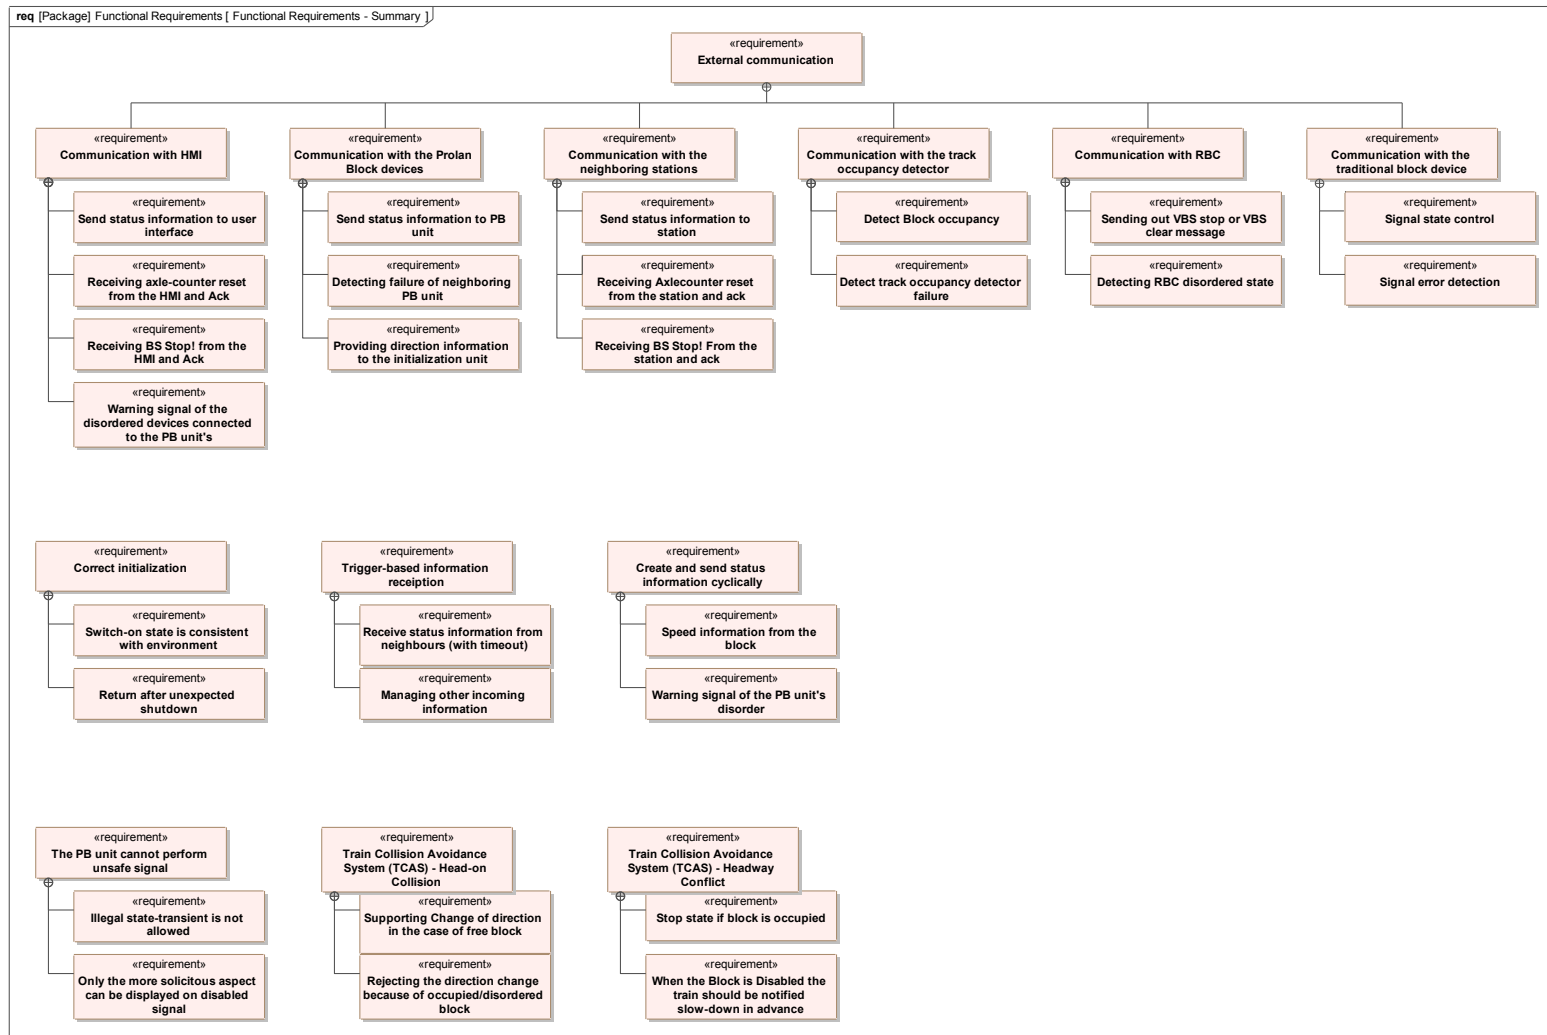 req [Package] Functional Requirements [ Functional Requirements - Summary ]
«requirement»
External communication
«requirement»
Communication with HMI
«requirement»
Send status information to user
interface
«requirement»
Receiving axle-counter reset
from the HMI and Ack
«requirement»
Receiving BS Stop! from the
HMI and Ack
«requirement»
Warning signal of the
disordered devices connected
to the PB unit's
«requirement»
Communication with the Prolan
Block devices
«requirement»
Send status information to PB
unit
«requirement»
Detecting failure of neighboring
PB unit
«requirement»
Providing direction information
to the initialization unit
«requirement»
Communication with the
neighboring stations
«requirement»
Send status information to
station
«requirement»
Receiving Axlecounter reset
from the station and ack
«requirement»
Receiving BS Stop! From the
station and ack
«requirement»
Communication with the track
occupancy detector
«requirement»
Detect Block occupancy
«requirement»
Detect track occupancy detector
failure
«requirement»
Communication with RBC
«requirement»
Sending out VBS stop or VBS
clear message
«requirement»
Detecting RBC disordered state
«requirement»
Communication with the
traditional block device
«requirement»
Signal state control
«requirement»
Signal error detection
«requirement»
Correct initialization
«requirement»
Switch-on state is consistent
with environment
«requirement»
Return after unexpected
shutdown
«requirement»
Trigger-based information
receiption
«requirement»
Receive status information from
neighbours (with timeout)
«requirement»
Managing other incoming
information
«requirement»
Create and send status
information cyclically
«requirement»
Speed information from the
block
«requirement»
Warning signal of the PB unit's
disorder
«requirement»
The PB unit cannot perform
unsafe signal
«requirement»
Illegal state-transient is not
allowed
«requirement»
Only the more solicitous aspect
can be displayed on disabled
signal
«requirement»
Train Collision Avoidance
System (TCAS) - Head-on
Collision
«requirement»
Supporting Change of direction
in the case of free block
«requirement»
Rejecting the direction change
because of occupied/disordered
block
«requirement»
Train Collision Avoidance
System (TCAS) - Headway
Conflict
«requirement»
Stop state if block is occupied
«requirement»
When the Block is Disabled the
train should be notified
slow-down in advance